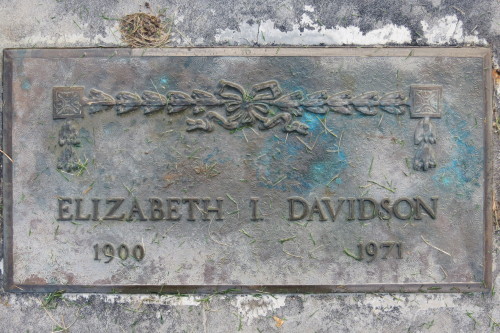 ELIZABETH I. DAVIDSON
1900 1971